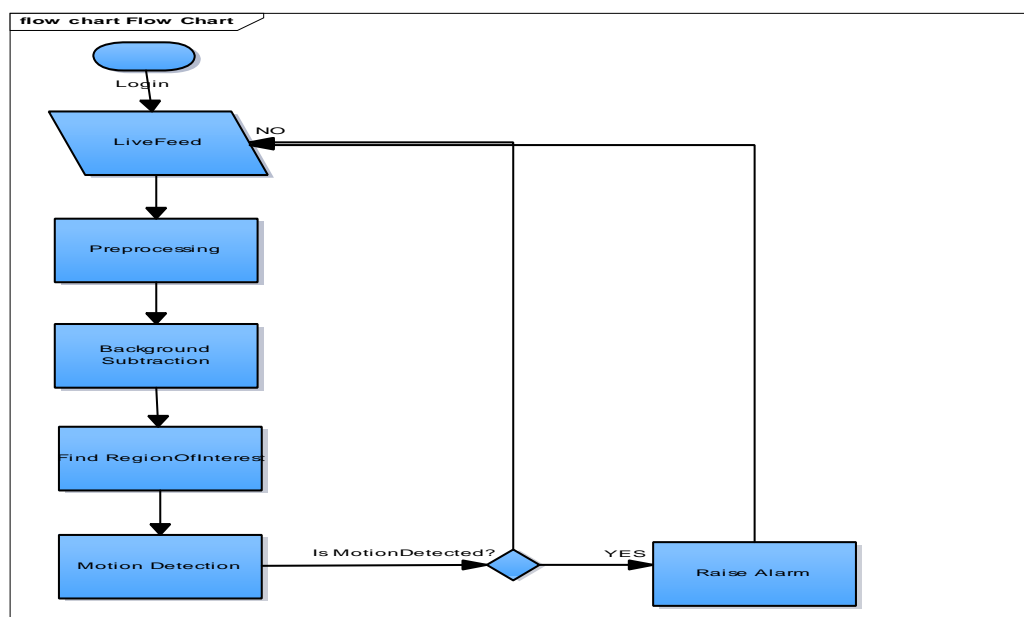 flow chart Flow Chart
Login
NO
LiveFeed
Preprocessing
Background
Subtraction
Find RegionOfInterest
Is MotionDetected?
YES
Motion Detection
Raise Alarm